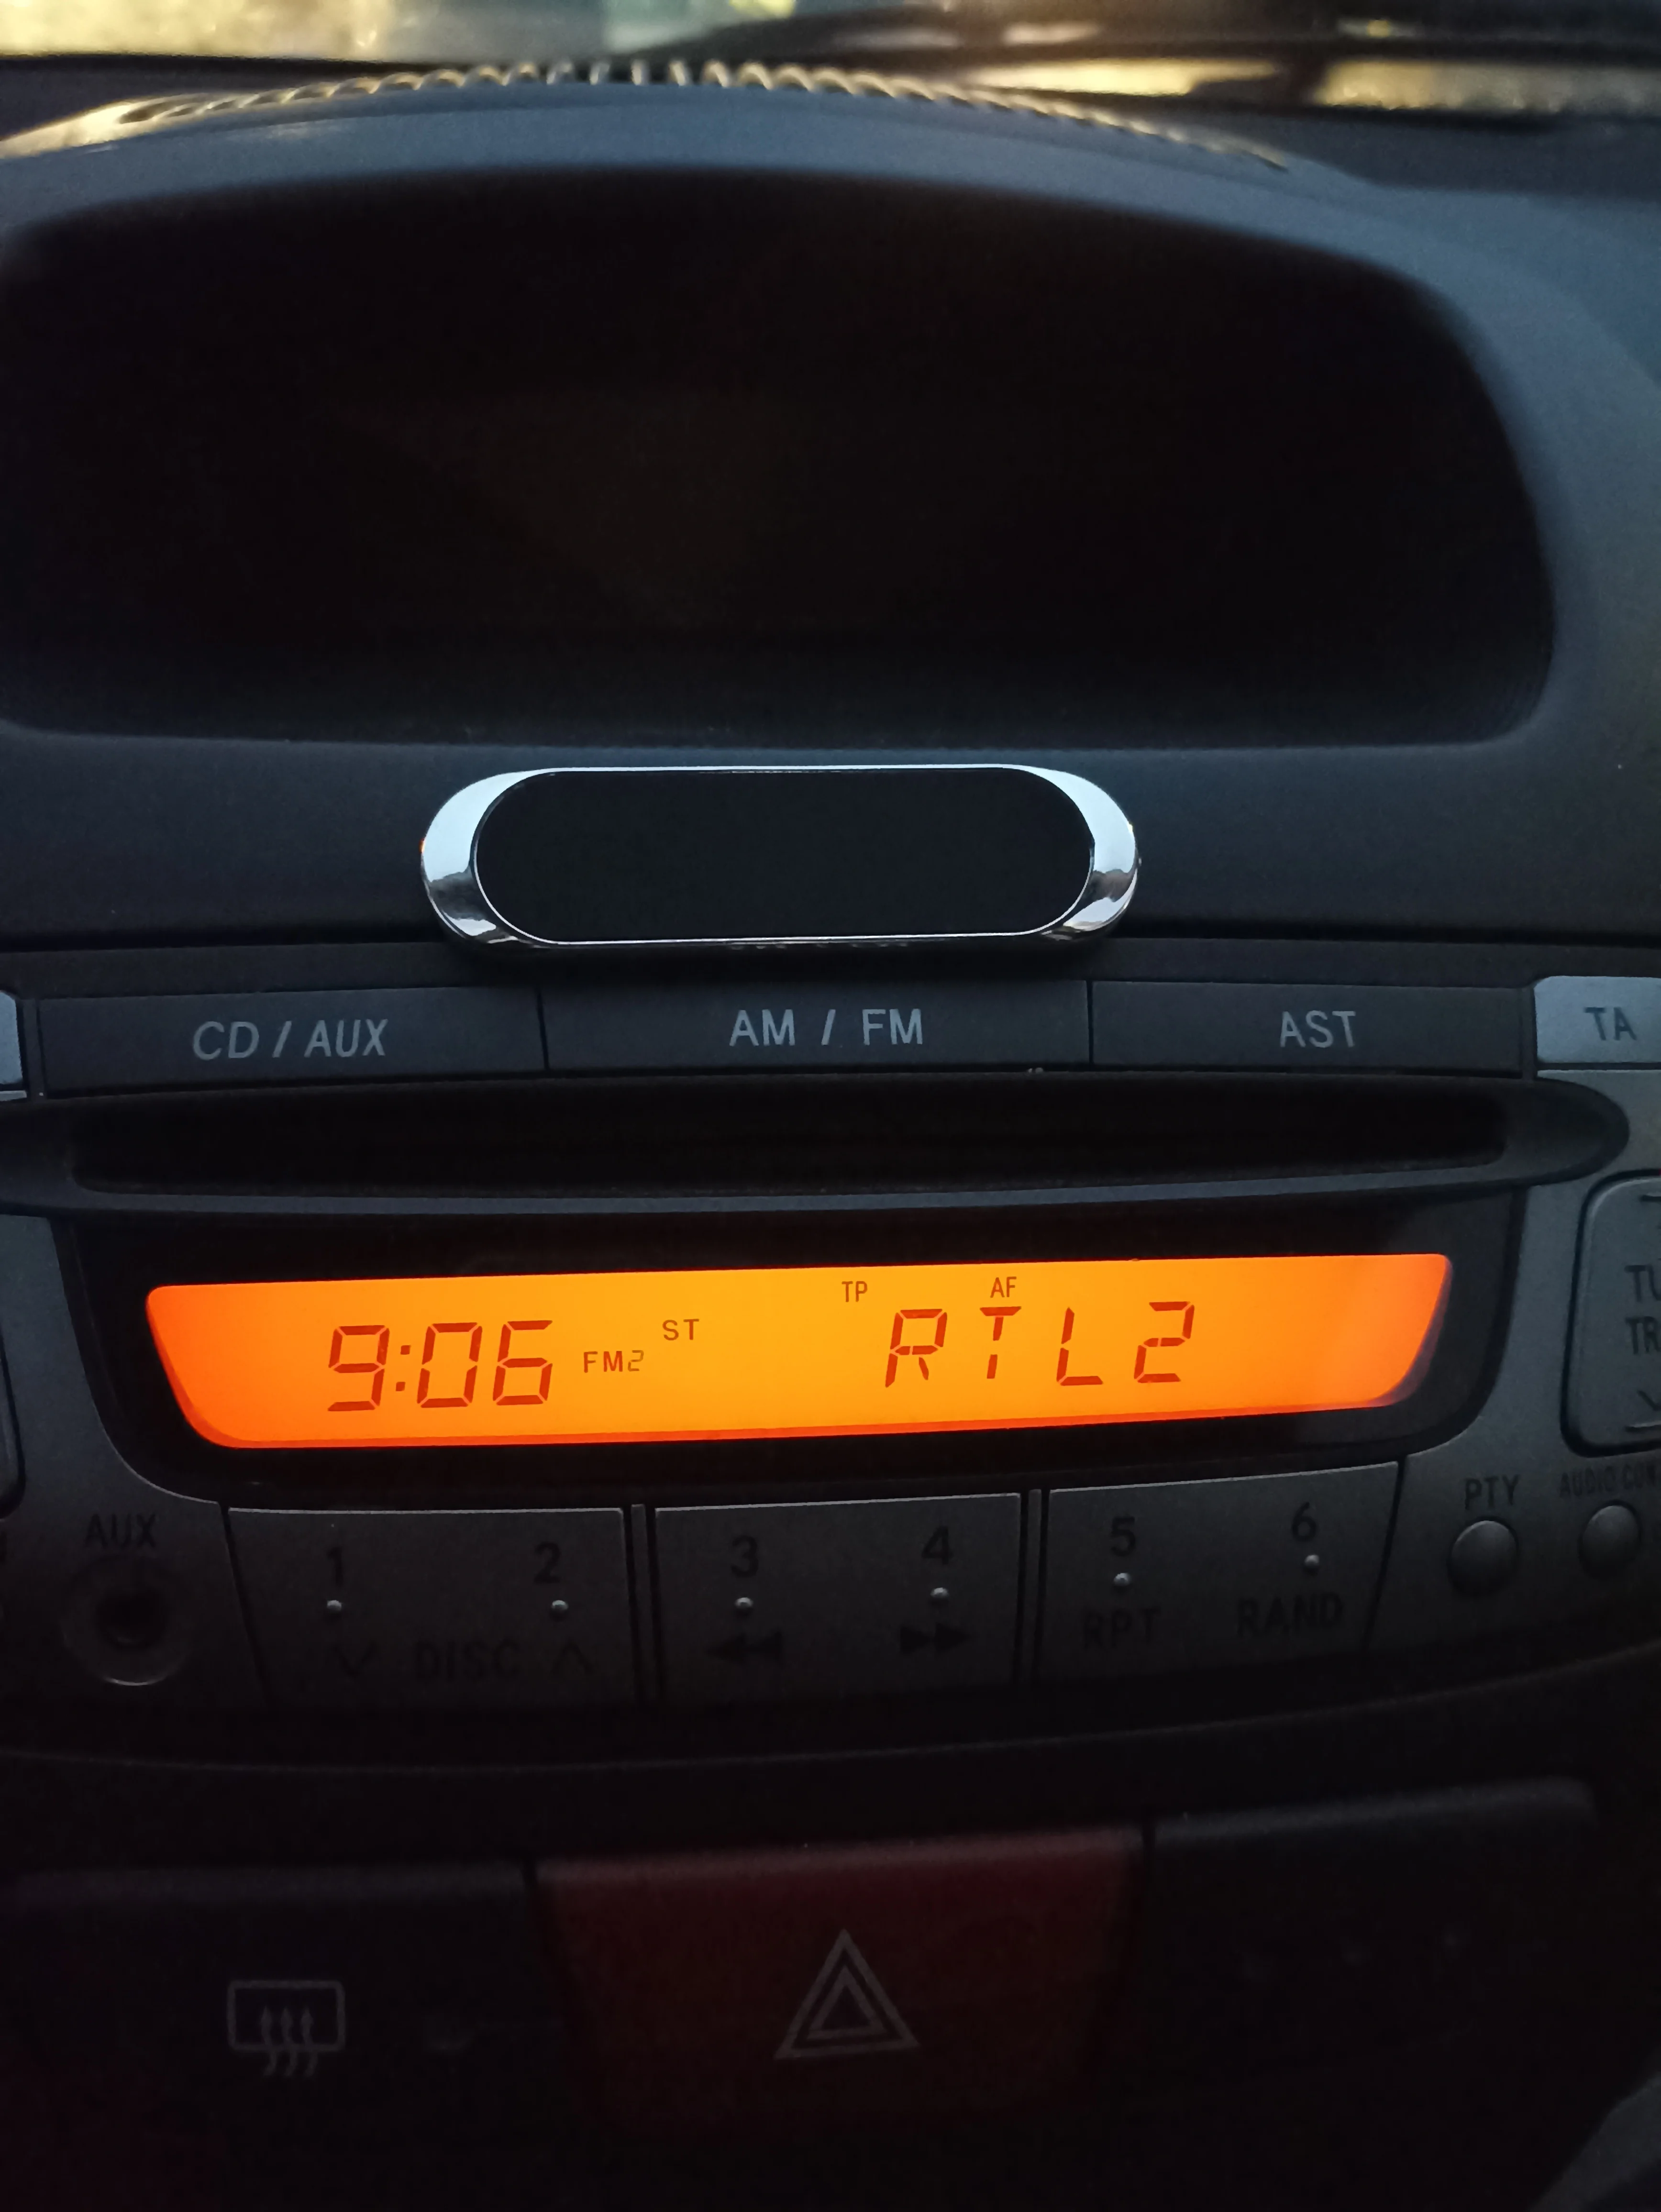 CD / AUX AM / FM AST TA
TP AF
9:06 FM2 ST RTL2
PTY
AUX 1 2 3 4 5 6
DISC RPT RAND